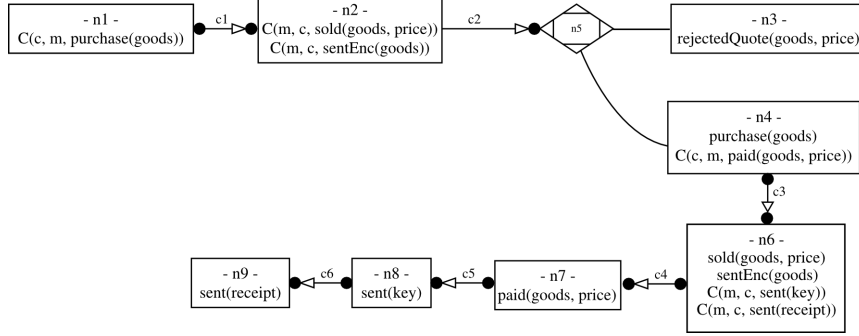 - n1 -
C(c, m, purchase(goods))
c1
- n2 -
C(m, c, sold(goods, price))
C(m, c, sentEnc(goods))
c2
n5
- n3 -
rejectedQuote(goods, price)
- n4 -
purchase(goods)
C(c, m, paid(goods, price))
c3
- n6 -
sold(goods, price)
sentEnc(goods)
C(m, c, sent(key))
C(m, c, sent(receipt))
c4
- n7 -
paid(goods, price)
c5
- n8 -
sent(key)
c6
- n9 -
sent(receipt)